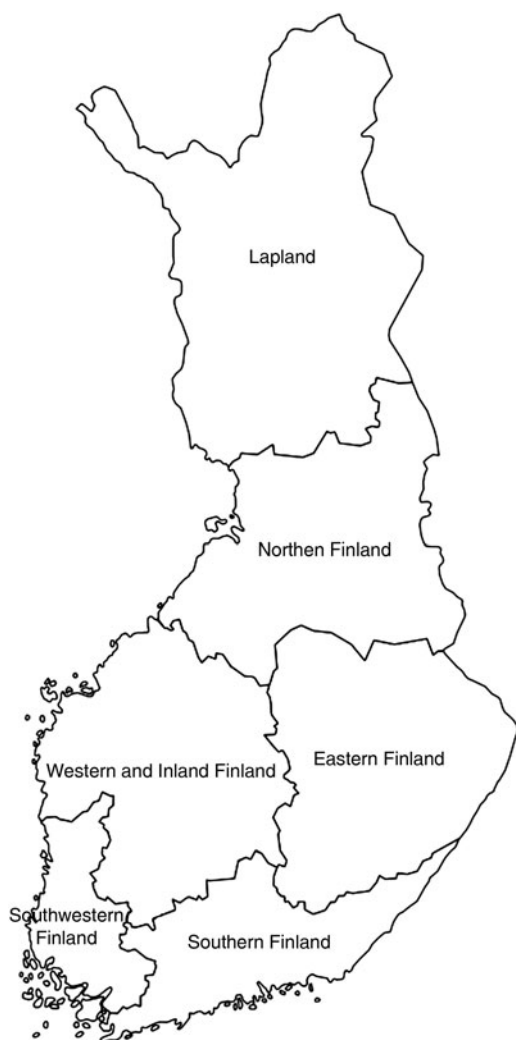 Lapland
Northen Finland
Eastern Finland
Western and Inland Finland
Southwestern
Finland
Southern Finland